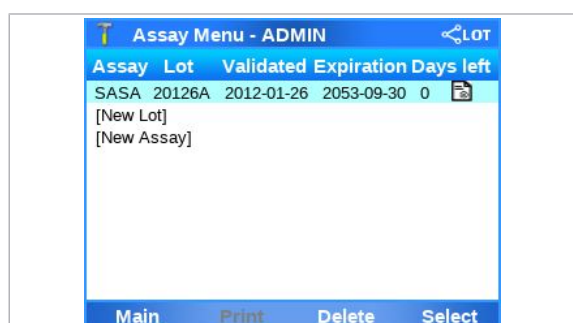 Assay Menu - ADMIN LOT
Assay Lot Validated Expiration Days left
SASA 20126A 2012-01-26 2053-09-30 0
[New Lot]
[New Assay]
Main Print Delete Select